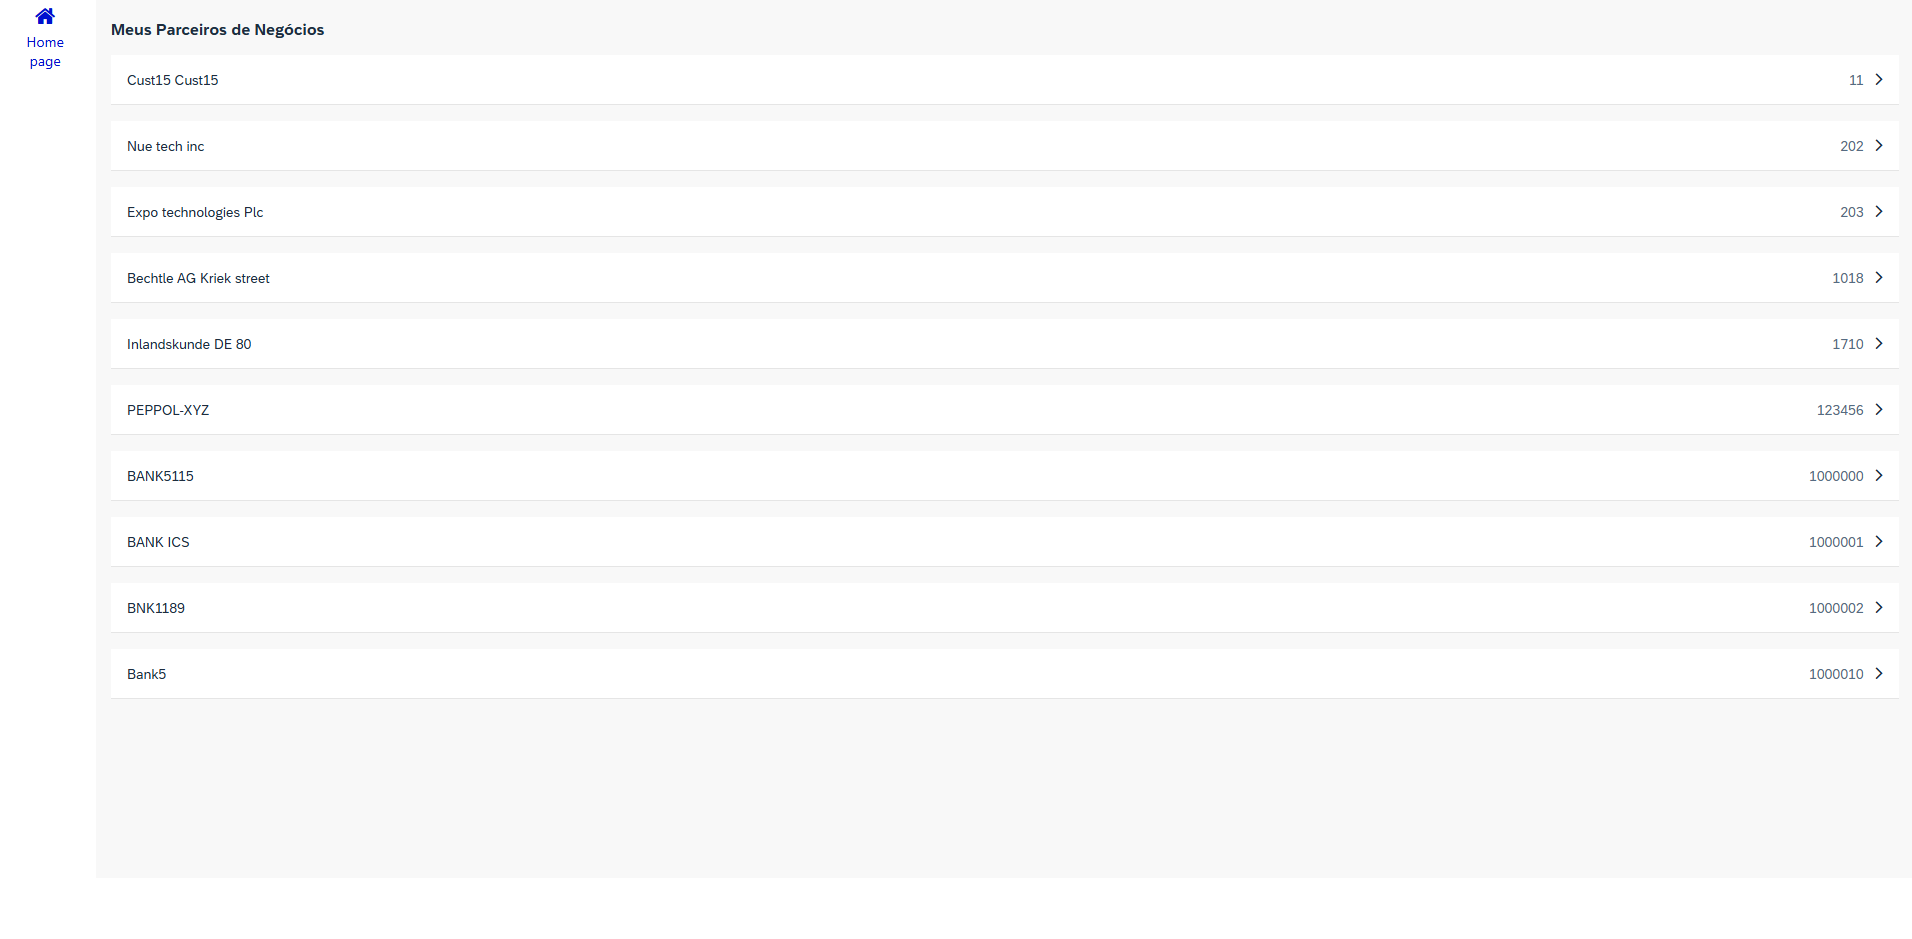 Home
page
Meus Parceiros de Negócios
Cust15 Cust15 11
Nue tech inc 202
Expo technologies Plc 203
Bechtle AG Kriek street 1018
Inlandskunde DE 80 1710
PEPPOL-XYZ 123456
BANK5115 1000000
BANK ICS 1000001
BNK1189 1000002
Bank5 1000010